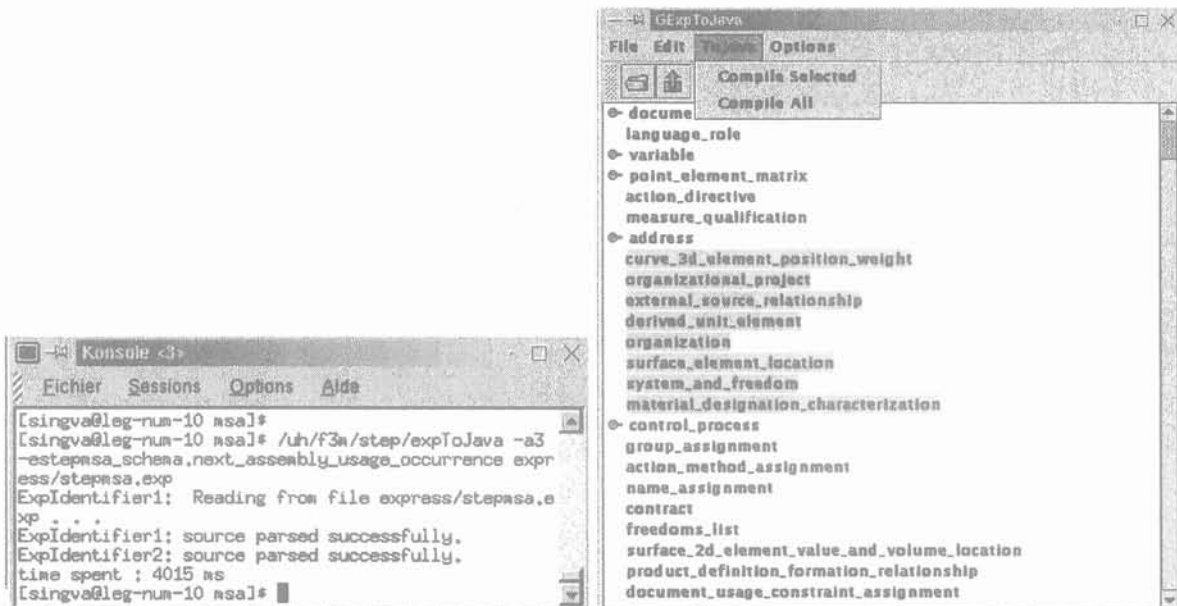 Konsole <3>
Fichier Sessions Options Aide
[singva@leg-num-10 msa]#
[singva@leg-num-10 msa]# /uh/f3m/step/expToJava -a3
-estepmsa_schema.next_assembly_usage_occurrence expr
ess/stepmsa.exp
ExpIdentifier1: Reading from file express/stepmsa.e
xp . . .
ExpIdentifier1: source parsed successfully.
ExpIdentifier2: source parsed successfully.
time spent : 4015 ms
[singva@leg-num-10 msa]#
GExpToJava
File Edit ToJava Options
Compile Selected
Compile All
docume
language_role
variable
point_element_matrix
action_directive
measure_qualification
address
curve_3d_element_position_weight
organizational_project
external_source_relationship
derived_unit_element
organization
surface_element_location
system_and_freedom
material_designation_characterization
control_process
group_assignment
action_method_assignment
name_assignment
contract
freedoms_list
surface_2d_element_value_and_volume_location
product_definition_formation_relationship
document_usage_constraint_assignment